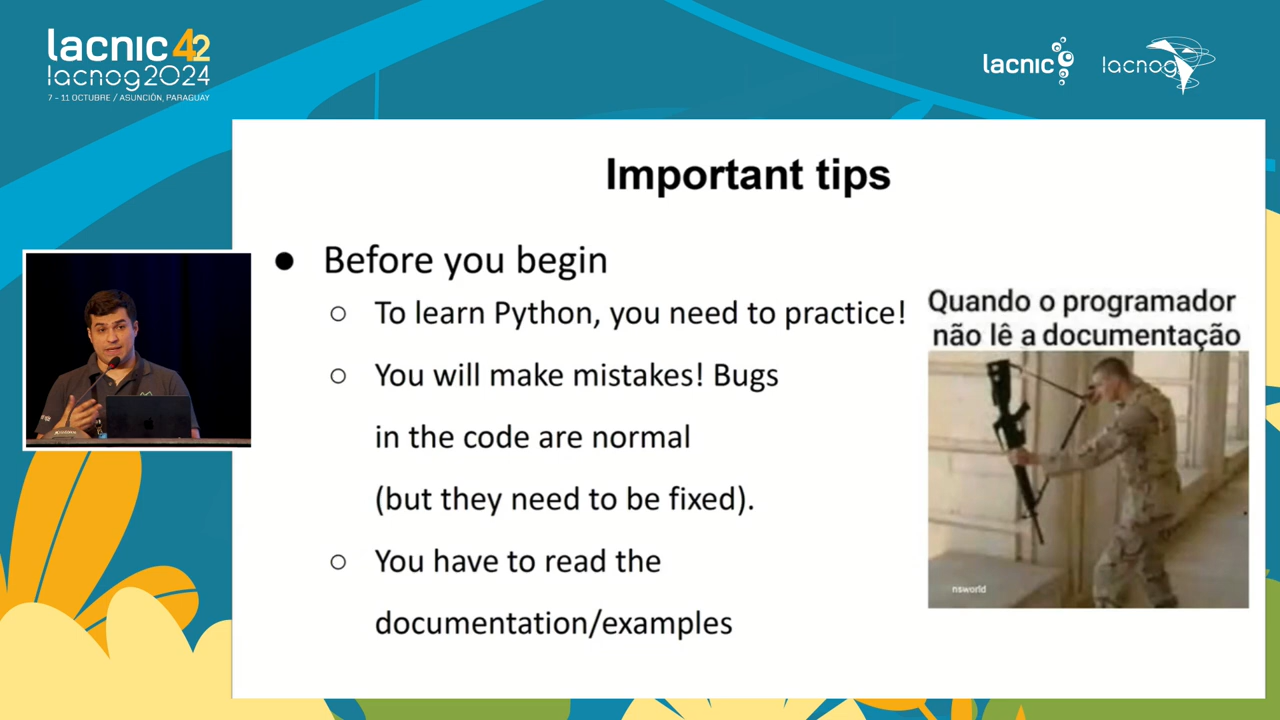 lacnic 42
lacnog 2024
7 - 11 OCTUBRE / ASUNCIÓN, PARAGUAY
lacnic
lacnog
Important tips
● Before you begin
○ To learn Python, you need to practice!
○ You will make mistakes! Bugs
in the code are normal
(but they need to be fixed).
○ You have to read the
documentation/examples
Quando o programador
não lê a documentação
nsworld